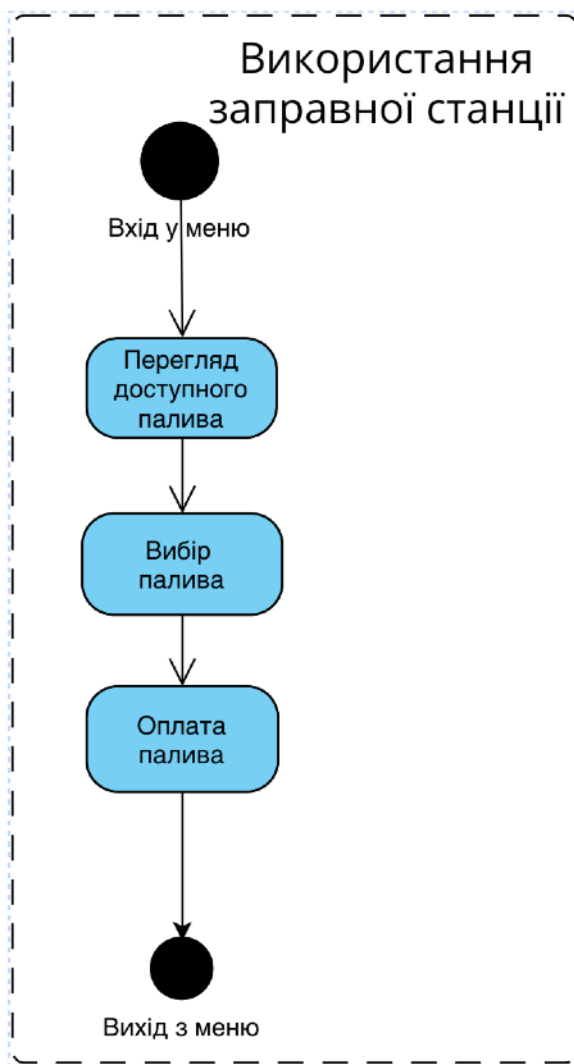 Використання
заправної станції
Вхід у меню
Перегляд
доступного
палива
Вибір
палива
Оплата
палива
Вихід з меню